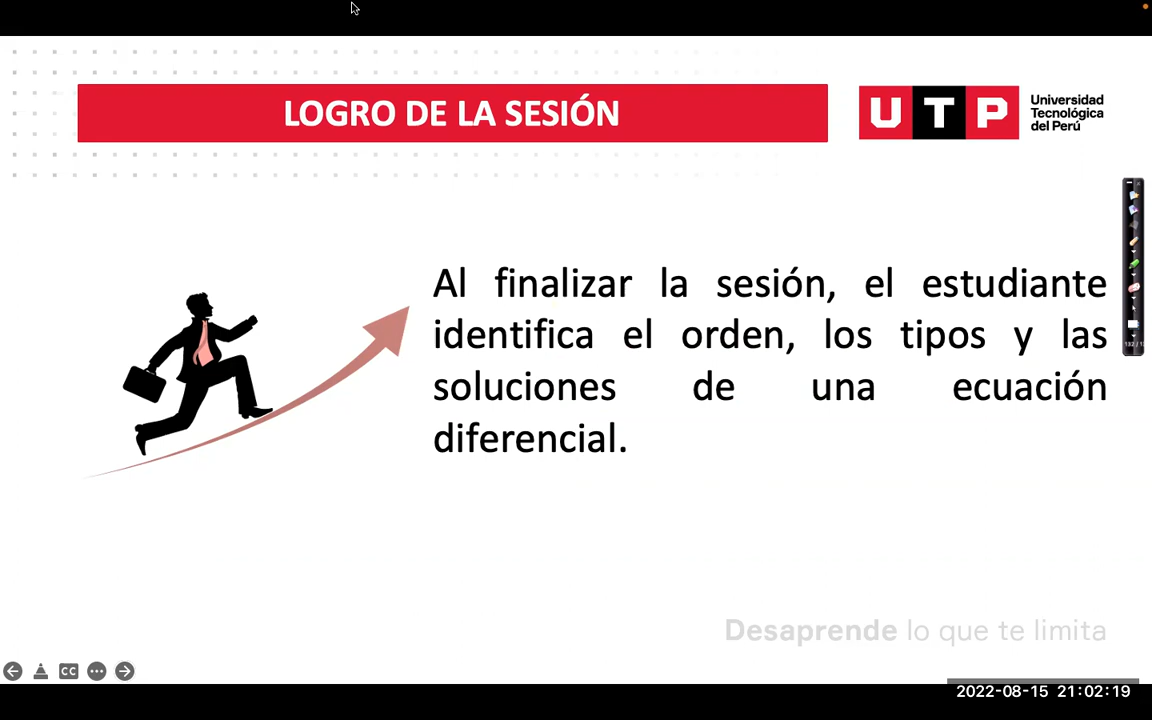 LOGRO DE LA SESIÓN
UTP
Universidad
Tecnológica
del Perú
Al finalizar la sesión, el estudiante
identifica el orden, los tipos y las
soluciones de una ecuación
diferencial.
Desaprende lo que te limita
CC
2022-08-15 21:02:19